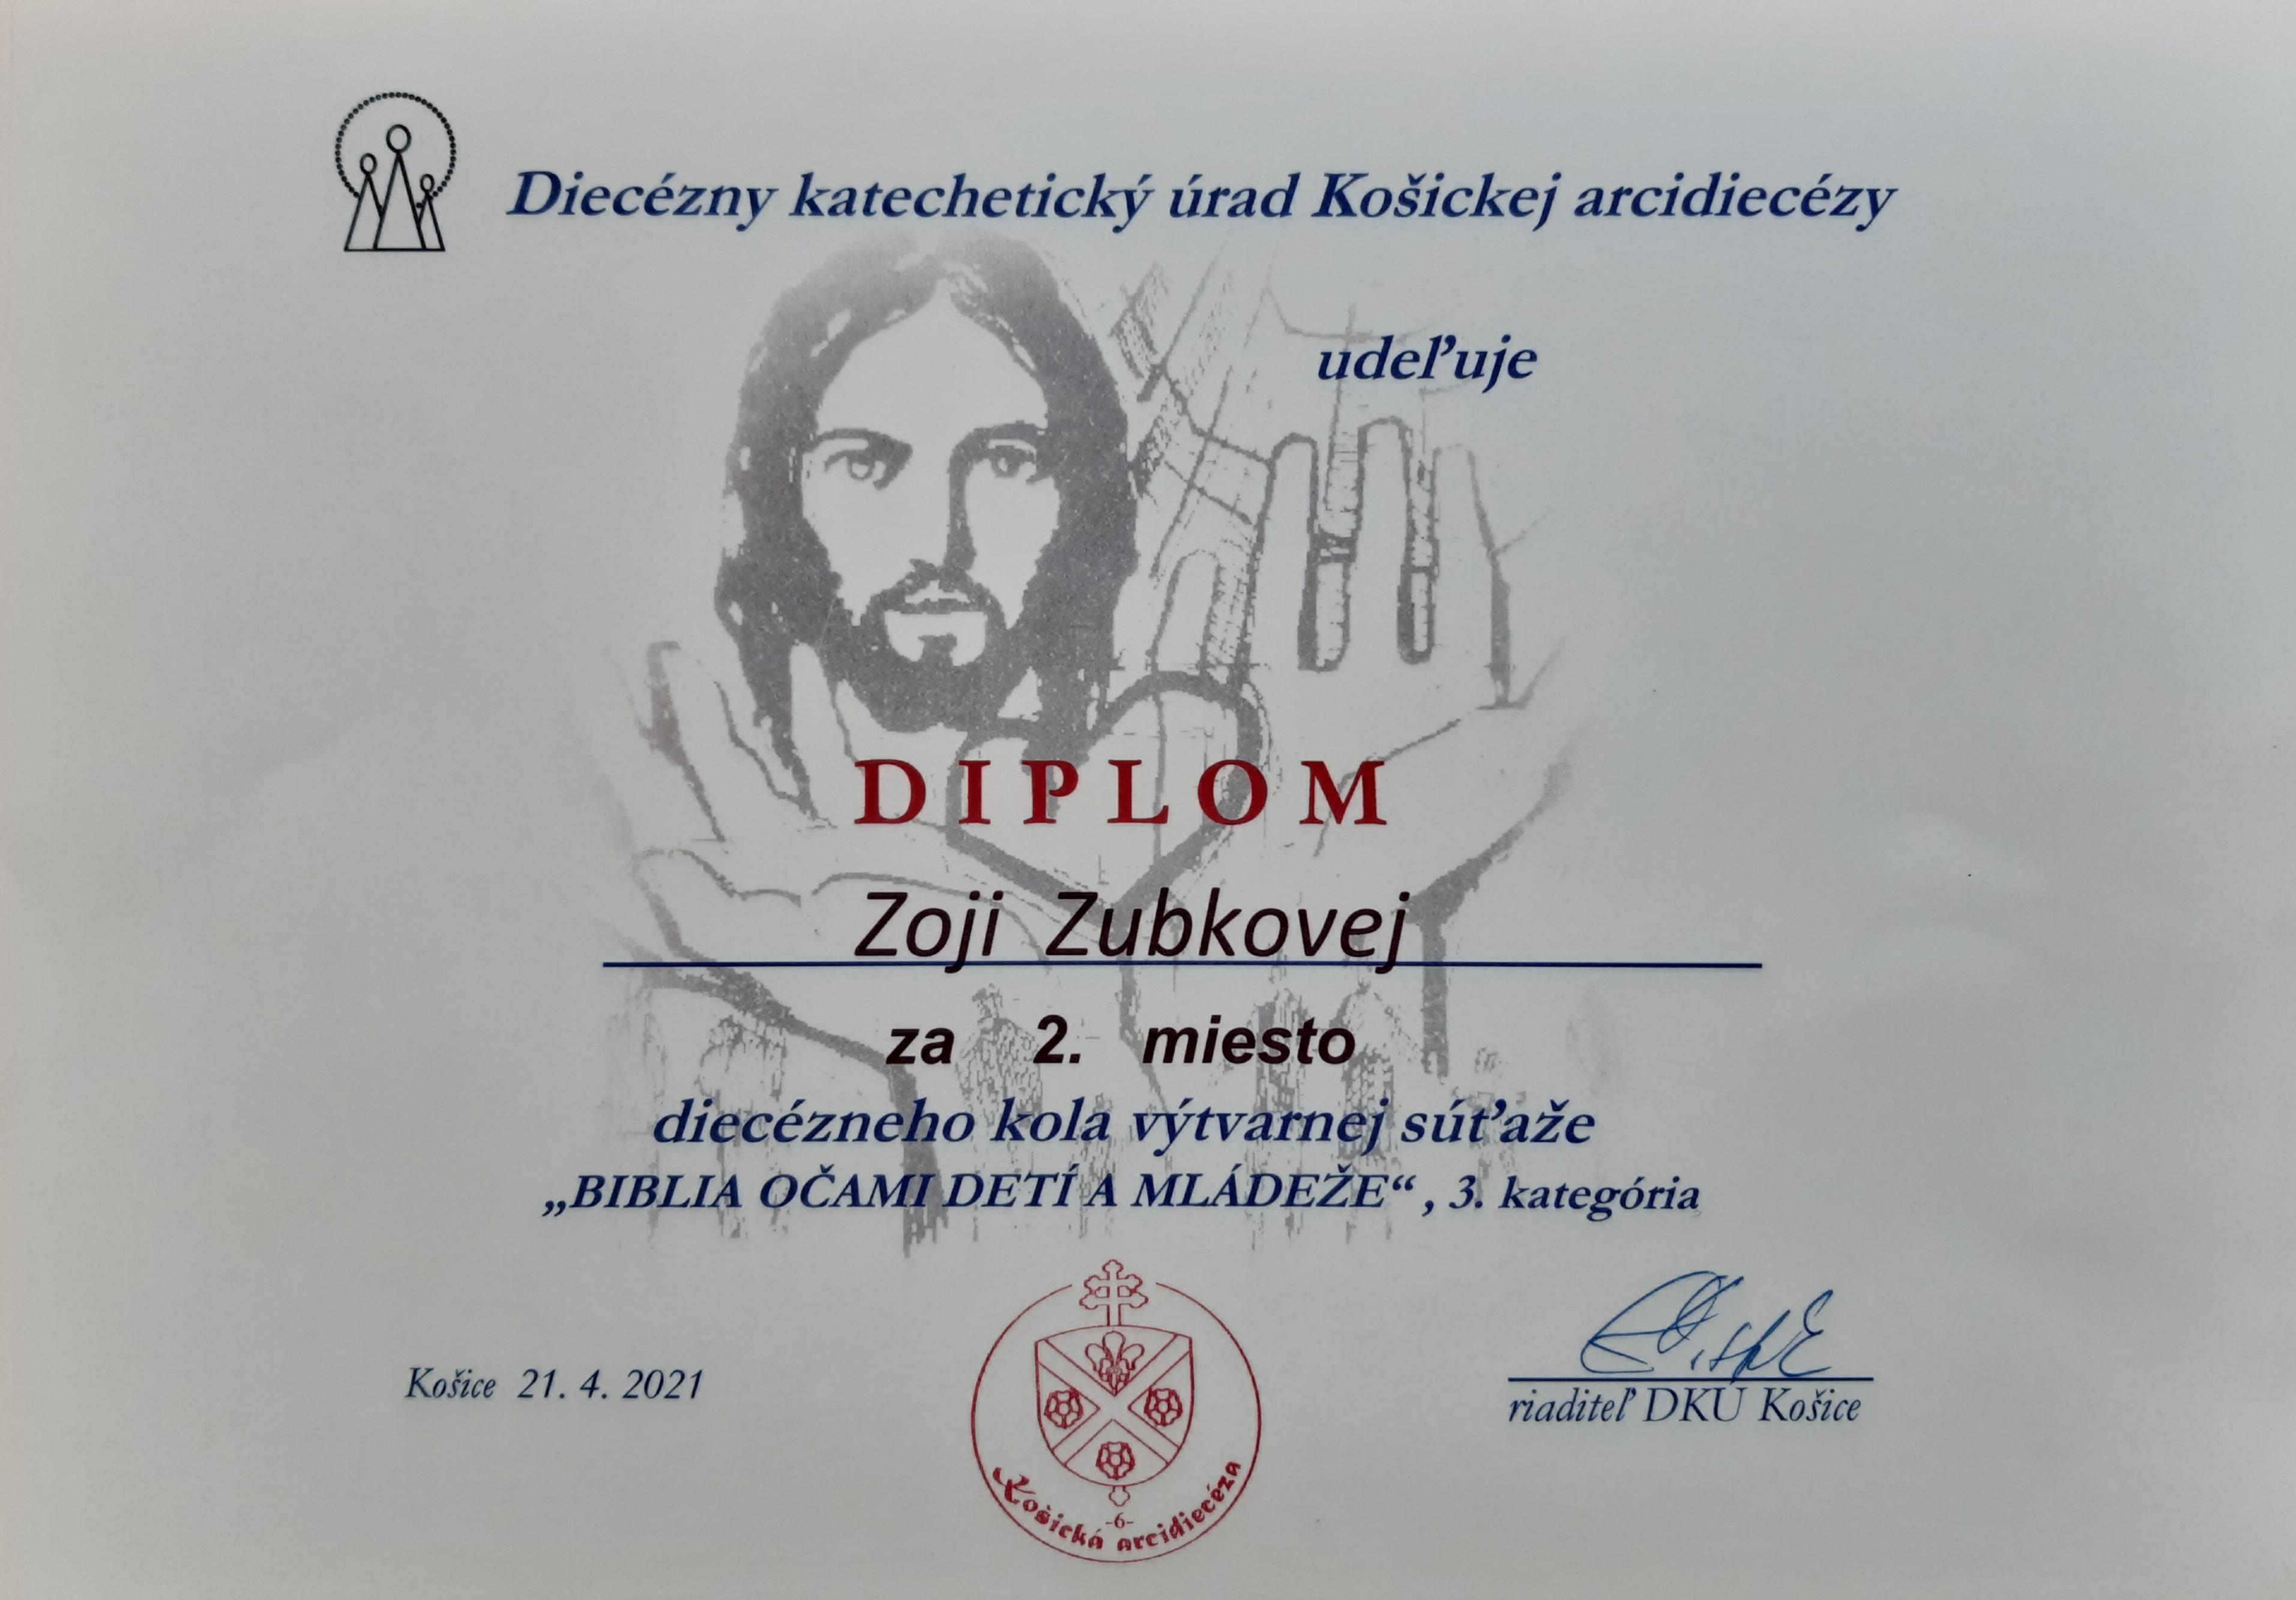 Diecézny katechetický úrad Košickej arcidiecézy
udeľuje
DIPLOM
Zoji Zubkovej
za 2. miesto
diecézneho kola výtvarnej súťaže
„BIBLIA OČAMI DETÍ A MLÁDEŽE“, 3. kategória
Košice 21. 4. 2021
riaditeľ DKÚ Košice
-6-
Košická arcidiecéza